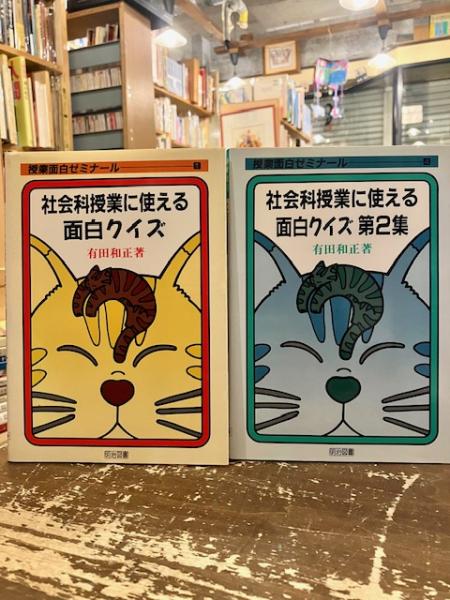 授業面白ゼミナール 1
社会科授業に使える
面白クイズ
有田和正著
明治図書
授業面白ゼミナール 4
社会科授業に使える
面白クイズ 第2集
有田和正著
明治図書